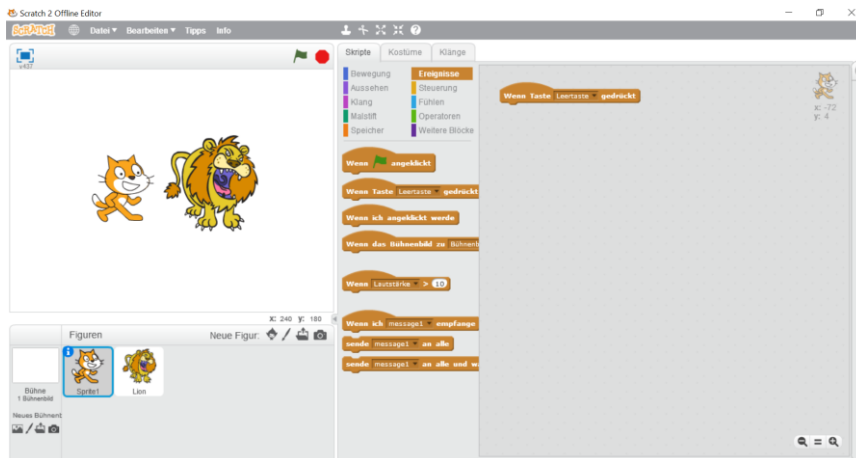 Scratch 2 Offline Editor
SCRATCH Datei Bearbeiten Tipps Info
v437
Skripte Kostüme Klänge
Bewegung Ereignisse
Aussehen Steuerung
Klang Fühlen
Malstift Operatoren
Speicher Weitere Blöcke
Wenn angeklickt
Wenn Taste Leertaste gedrückt
Wenn ich angeklickt werde
Wenn das Bühnenbild zu
Wenn Lautstärke > 10
Wenn ich message1 empfange
sende message1 an alle
sende message1 an alle und
Wenn Taste Leertaste gedrückt
x: -72
y: 4
X: 240 y: 180
Figuren Neue Figur:
Bühne
1 Bühnenbild
Neues Bühnent
Sprite1 Lion